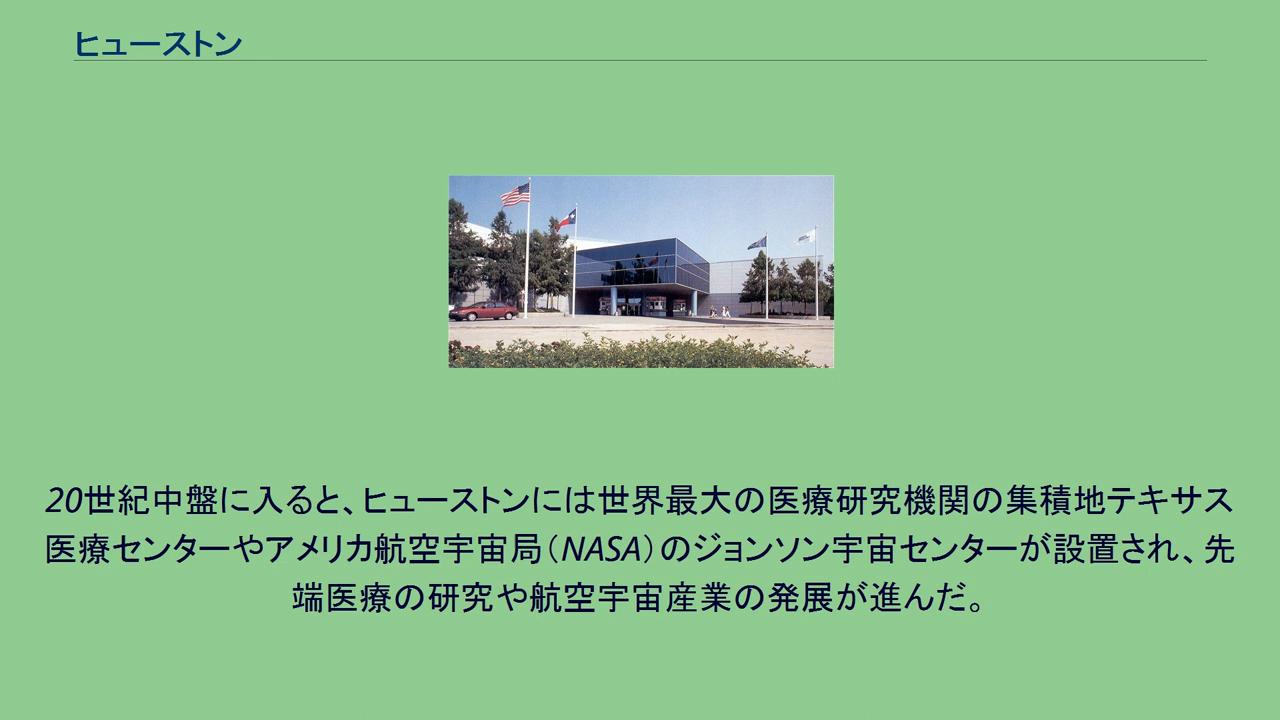 ヒューストン
20世紀中盤に入ると、ヒューストンには世界最大の医療研究機関の集積地テキサス
医療センターやアメリカ航空宇宙局（NASA）のジョンソン宇宙センターが設置され、先
端医療の研究や航空宇宙産業の発展が進んだ。